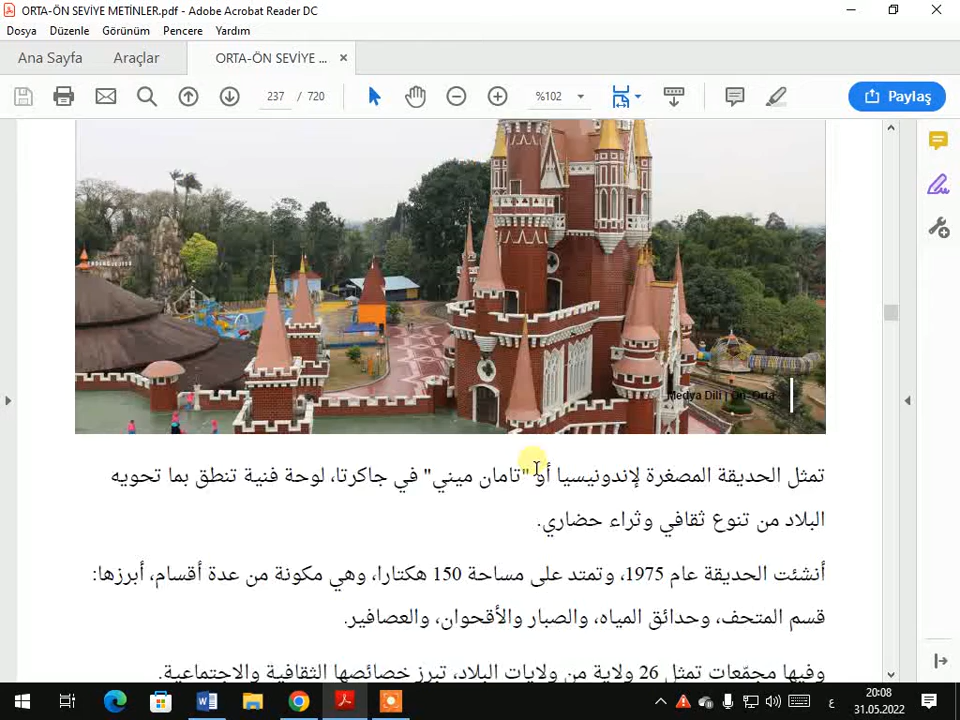 ORTA-ÖN SEVİYE METİNLER.pdf - Adobe Acrobat Reader DC
Dosya Düzenle Görünüm Pencere Yardım
Ana Sayfa Araçlar ORTA-ÖN SEVİYE ... ×
237 / 720 %102 Paylaş
Medya Dili | Ön-Orta
تمثل الحديقة المصغرة لإندونيسيا أو "تامان ميني" في جاكرتا، لوحة فنية تنطق بما تحويه
البلاد من تنوع ثقافي وثراء حضاري.
أنشئت الحديقة عام 1975، وتمتد على مساحة 150 هكتارا، وهي مكونة من عدة أقسام، أبرزها:
قسم المتحف، وحدائق المياه، والصبار والأقحوان، والعصافير.
وفيها مجمّعات تمثل 26 ولاية من ولايات البلاد، تبرز خصائصها الثقافية والاجتماعية.
ع
20:08
31.05.2022